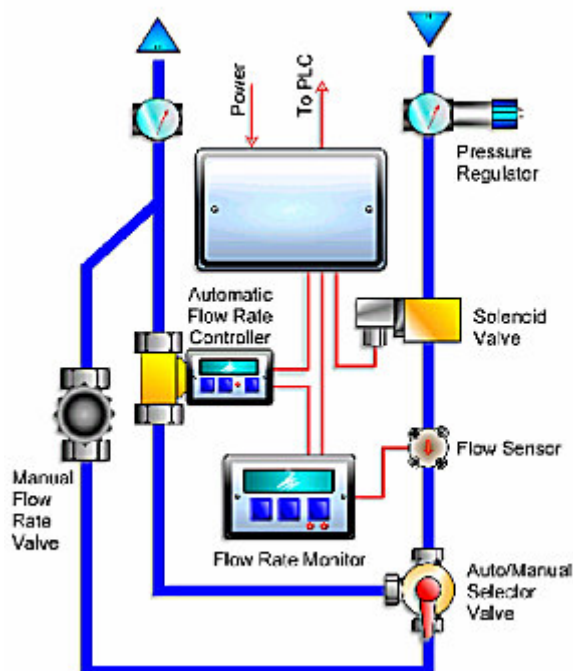 Power
To PLC
Pressure
Regulator
Automatic
Flow Rate
Controller
Solenoid
Valve
Manual
Flow
Rate
Valve
Flow Sensor
Flow Rate Monitor
Auto/Manual
Selector
Valve